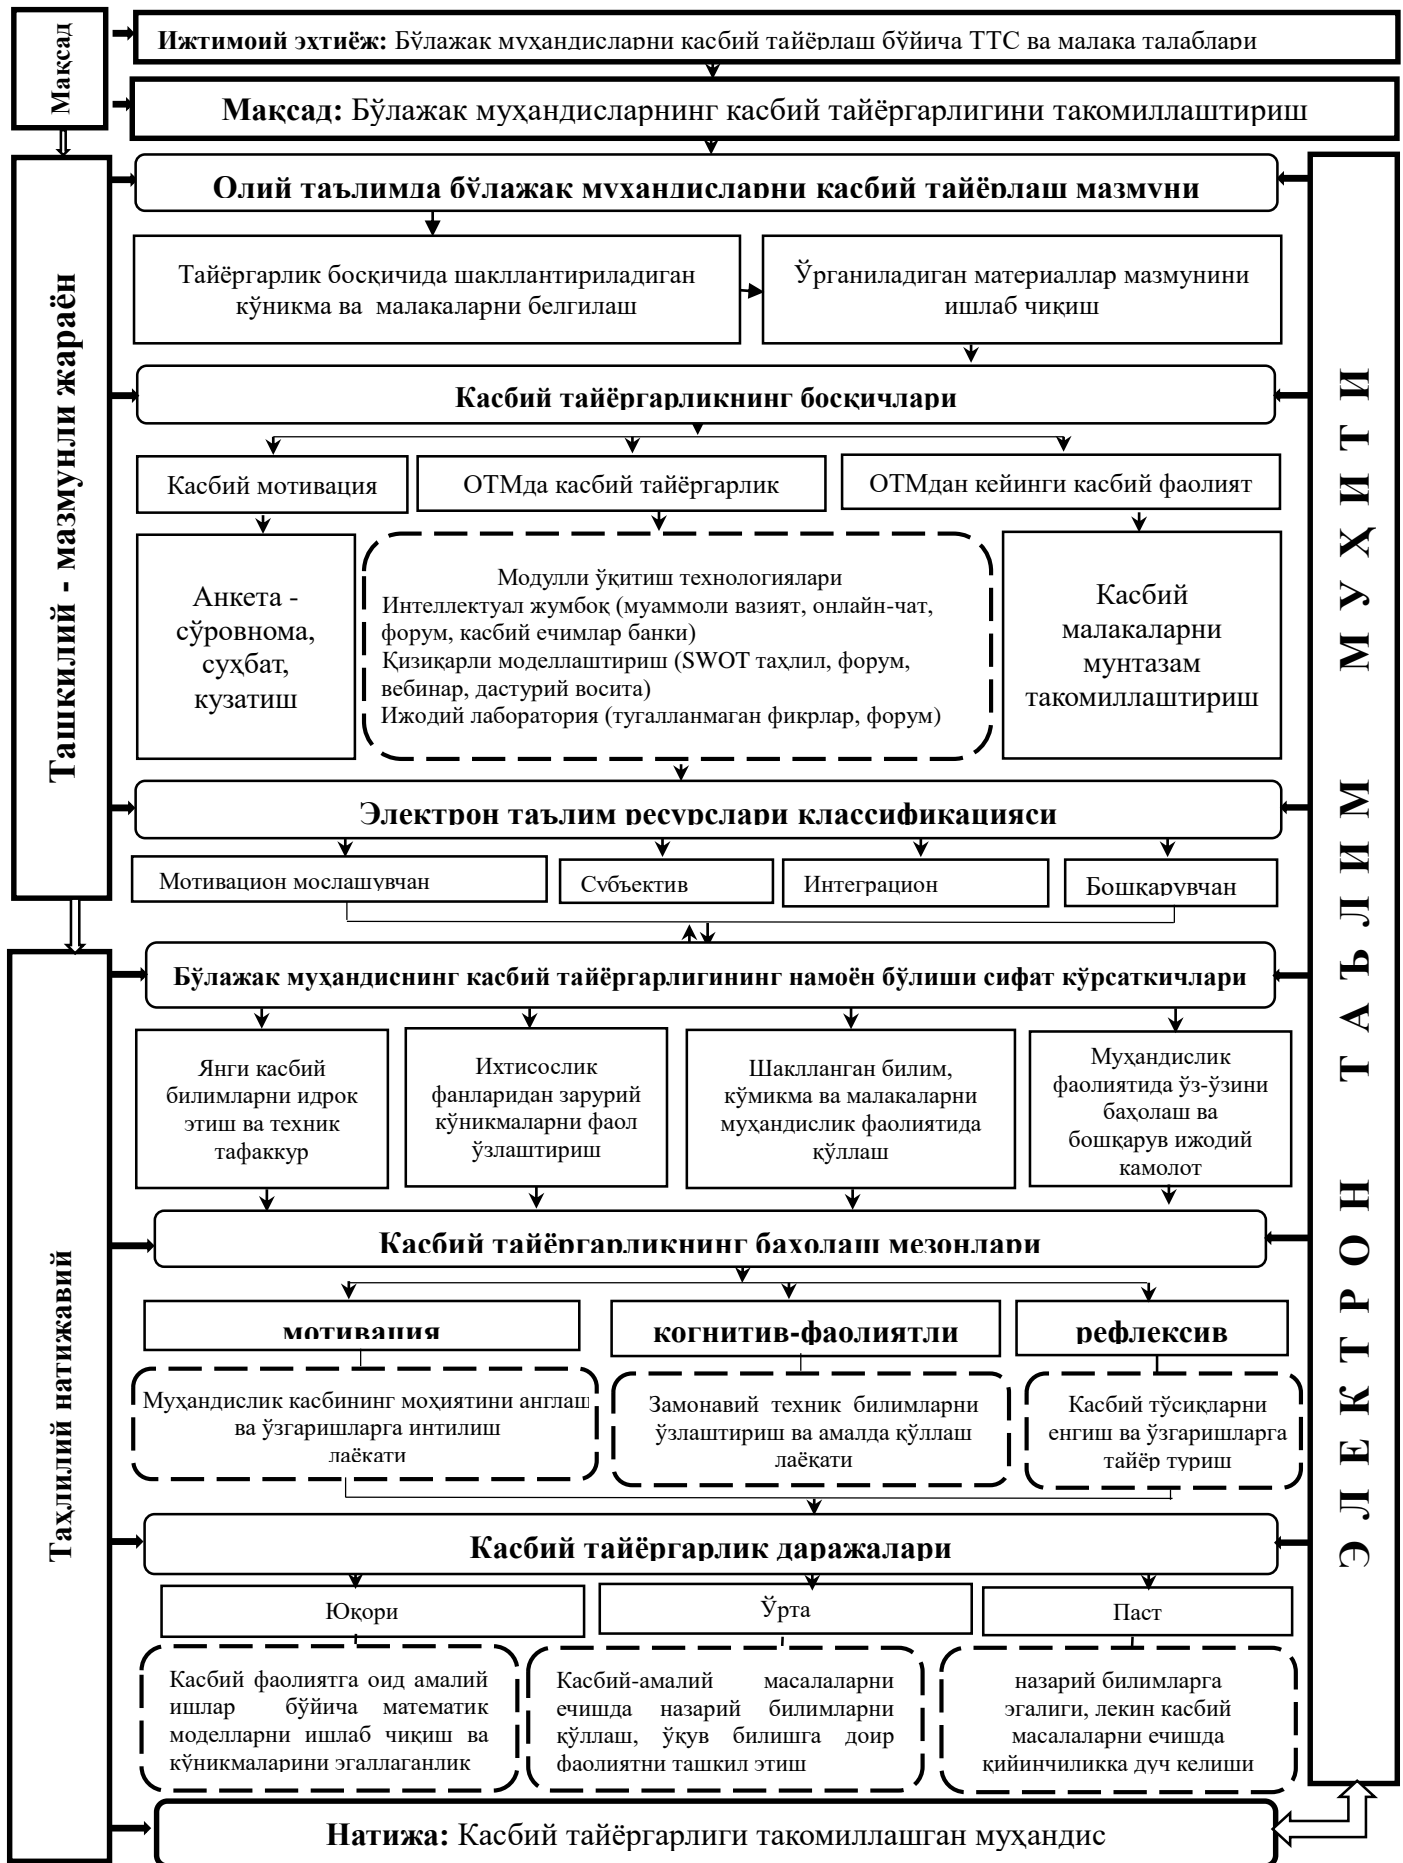 Мақсад
Ижтимоий эҳтиёж: Бўлажак муҳандисларни касбий тайёрлаш бўйича ТТС ва малака талаблари
Мақсад: Бўлажак муҳандисларнинг касбий тайёргарлигини такомиллаштириш
Ташкилий - мазмунли жараён
Олий таълимда бўлажак муҳандисларни касбий тайёрлаш мазмуни
Тайёргарлик босқичида шакллантириладиган
кўникма ва малакаларни белгилаш
Ўрганиладиган материаллар мазмунини
ишлаб чиқиш
Касбий тайёргарликнинг босқичлари
Касбий мотивация
ОТМда касбий тайёргарлик
ОТМдан кейинги касбий фаолият
Анкета -
сўровнома,
суҳбат,
кузатиш
Модулли ўқитиш технологиялари
Интеллектуал жумбоқ (муаммоли вазият, онлайн-чат,
форум, касбий ечимлар банки)
Қизиқарли моделлаштириш (SWOT таҳлил, форум,
вебинар, дастурий восита)
Ижодий лаборатория (тугалланмаган фикрлар, форум)
Касбий
малакаларни
мунтазам
такомиллаштириш
Электрон таълим ресурслари классификацияси
Мотивацион мослашувчан
Субъектив
Интеграцион
Бошқарувчан
ЭЛЕКТРОН ТАЪЛИМ МУҲИТИ
Таҳлилий натижавий
Бўлажак муҳандиснинг касбий тайёргарлигининг намоён бўлиши сифат кўрсаткичлари
Янги касбий
билимларни идрок
этиш ва техник
тафаккур
Ихтисослик
фанларидан зарурий
кўникмаларни фаол
ўзлаштириш
Шаклланган билим,
кўмикма ва малакаларни
муҳандислик фаолиятида
қўллаш
Муҳандислик
фаолиятида ўз-ўзини
баҳолаш ва
бошқарув ижодий
камолот
Касбий тайёргарликнинг баҳолаш мезонлари
мотивация
когнитив-фаолиятли
рефлексив
Муҳандислик касбининг моҳиятини англаш
ва ўзгаришларга интилиш
лаёқати
Замонавий техник билимларни
ўзлаштириш ва амалда қўллаш
лаёқати
Касбий тўсиқларни
енгиш ва ўзгаришларга
тайёр туриш
Касбий тайёргарлик даражалари
Юқори
Ўрта
Паст
Касбий фаолиятга оид амалий
ишлар бўйича математик
моделларни ишлаб чиқиш ва
кўникмаларини эгаллаганлик
Касбий-амалий масалаларни
ечишда назарий билимларни
қўллаш, ўқув билишга доир
фаолиятни ташкил этиш
назарий билимларга
эгалиги, лекин касбий
масалаларни ечишда
қийинчиликка дуч келиши
Натижа: Касбий тайёргарлиги такомиллашган муҳандис